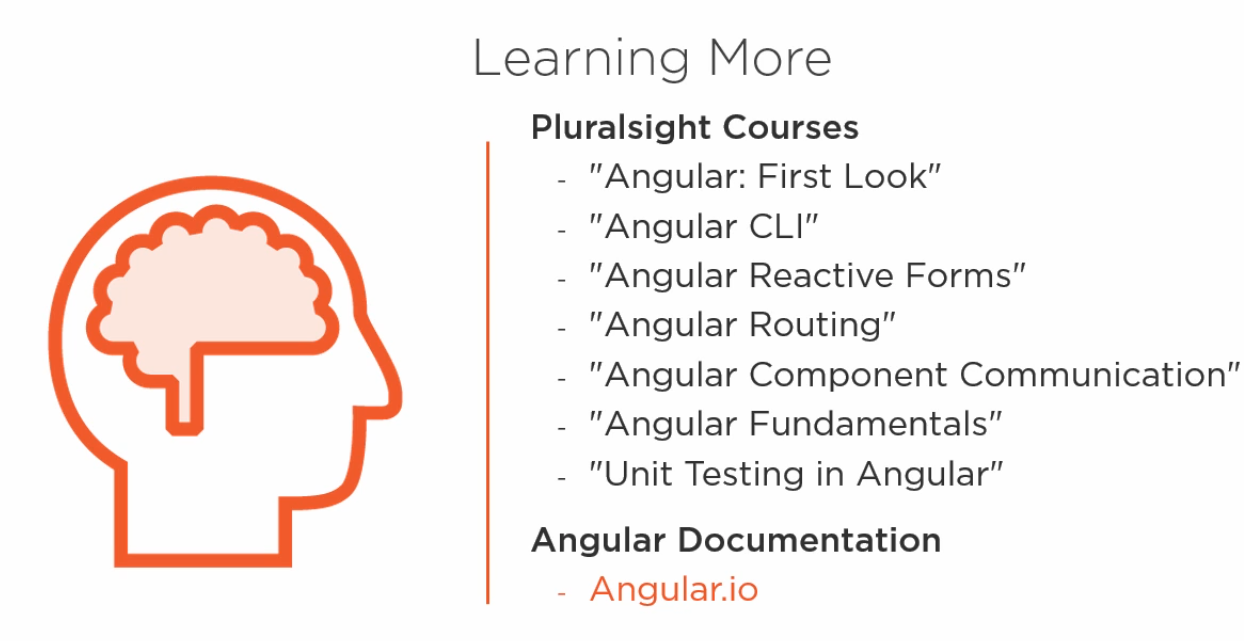 Learning More
Pluralsight Courses
- "Angular: First Look"
- "Angular CLI"
- "Angular Reactive Forms"
- "Angular Routing"
- "Angular Component Communication"
- "Angular Fundamentals"
- "Unit Testing in Angular"
Angular Documentation
- Angular.io